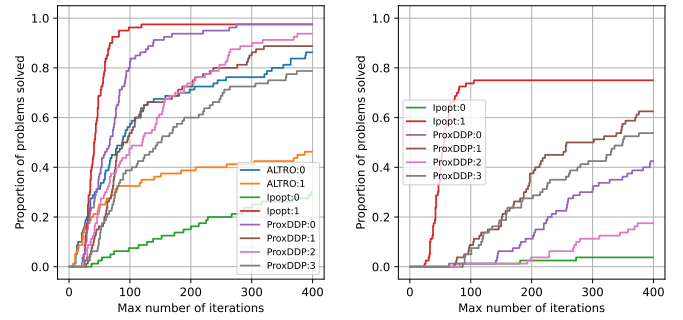 Proportion of problems solved
1.0
0.8
0.6
0.4
0.2
0.0
0
100
200
300
400
Max number of iterations
ALTRO:0
ALTRO:1
Ipopt:0
Ipopt:1
ProxDDP:0
ProxDDP:1
ProxDDP:2
ProxDDP:3
Proportion of problems solved
1.0
0.8
0.6
0.4
0.2
0.0
0
100
200
300
400
Max number of iterations
Ipopt:0
Ipopt:1
ProxDDP:0
ProxDDP:1
ProxDDP:2
ProxDDP:3